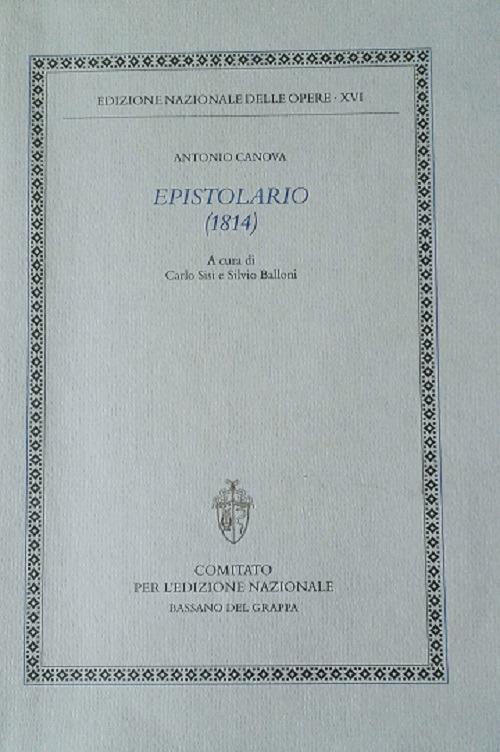 EDIZIONE NAZIONALE DELLE OPERE · XVI
ANTONIO CANOVA
EPISTOLARIO
(1814)
A cura di
Carlo Sisi e Silvio Balloni
COMITATO
PER L'EDIZIONE NAZIONALE
BASSANO DEL GRAPPA